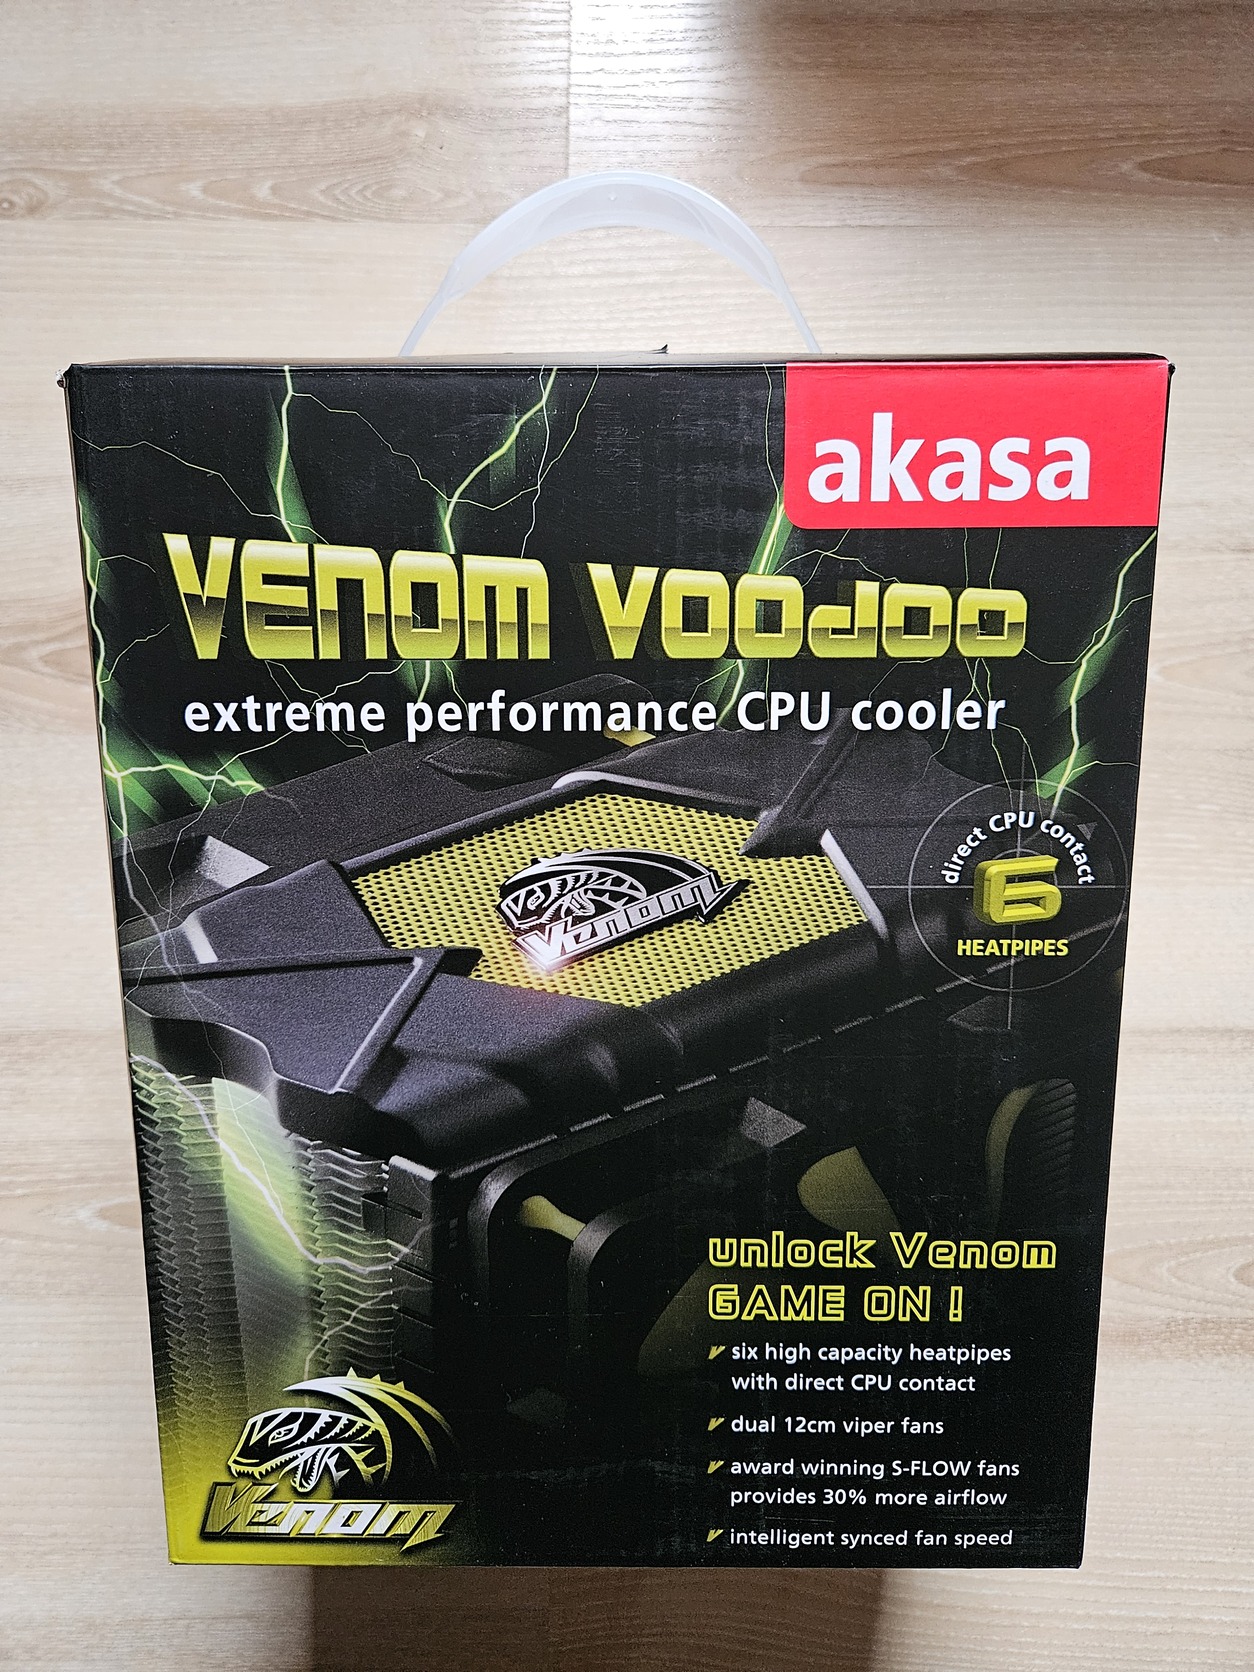 akasa
VENOM VOODOO
extreme performance CPU cooler
direct CPU contact
6
HEATPIPES
Venom
unlock Venom
GAME ON !
six high capacity heatpipes
with direct CPU contact
dual 12cm viper fans
award winning S-FLOW fans
provides 30% more airflow
intelligent synced fan speed
Venom